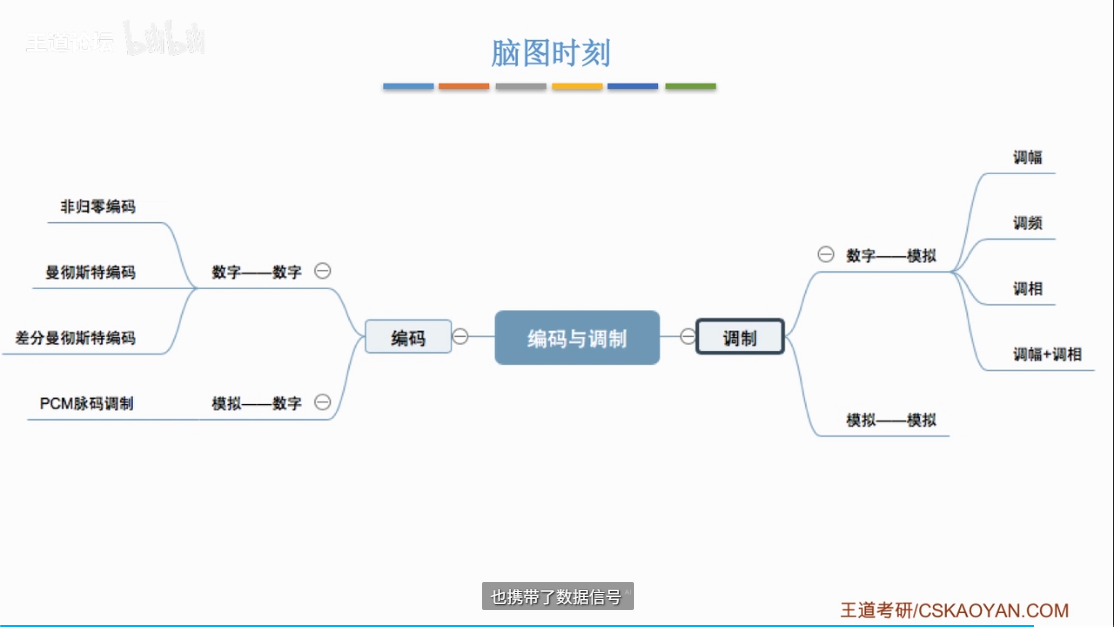 王道论坛 bilibili
脑图时刻
非归零编码
曼彻斯特编码
差分曼彻斯特编码
数字——数字
PCM脉码调制
模拟——数字
编码
编码与调制
调制
数字——模拟
调幅
调频
调相
调幅+调相
模拟——模拟
也携带了数据信号
王道考研/CSKAOYAN.COM